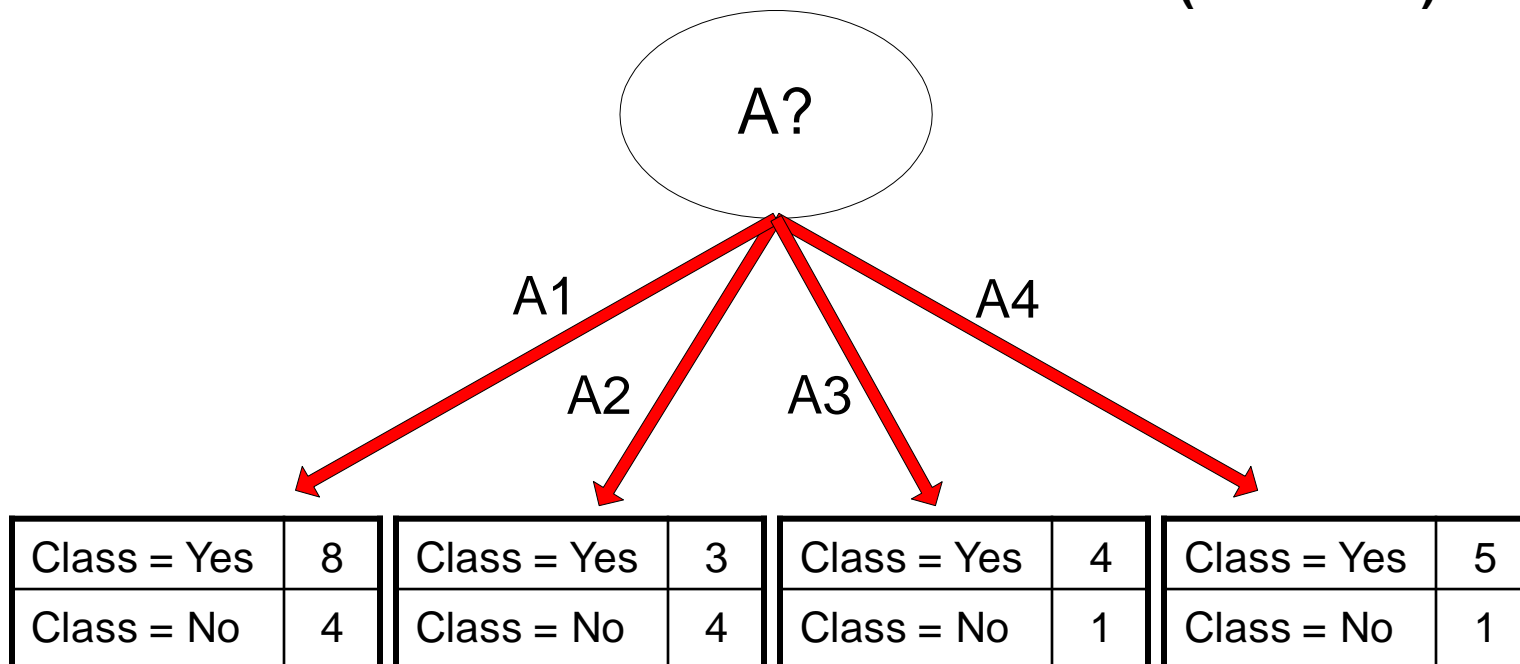 A?
A1
A4
A2
A3
Class = Yes 8
Class = No 4
Class = Yes 3
Class = No 4
Class = Yes 4
Class = No 1
Class = Yes 5
Class = No 1